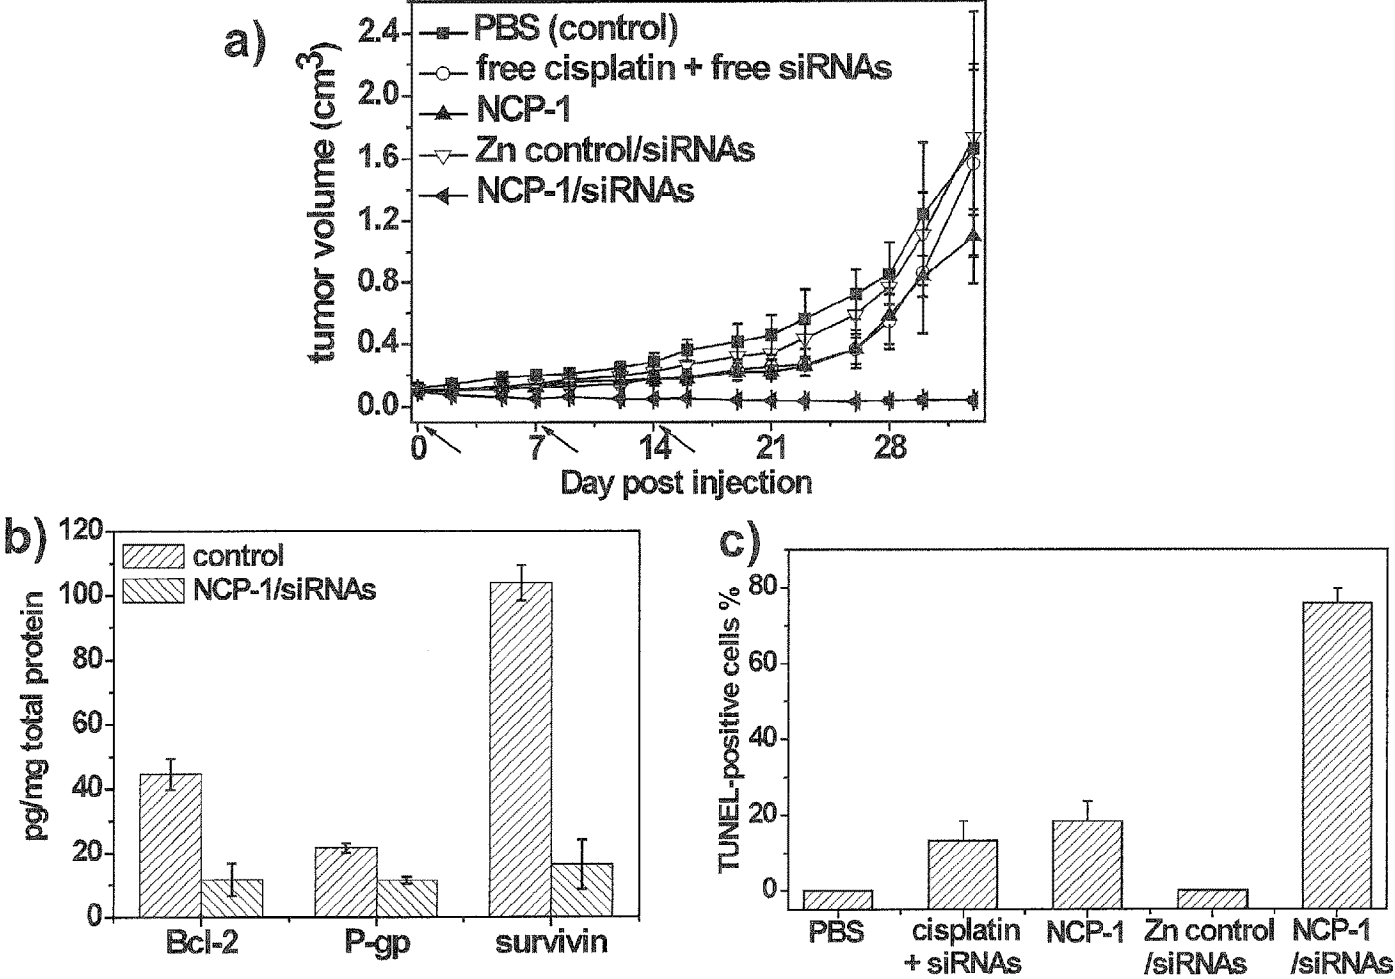 a)
tumor volume (cm3)
2.4
2.0
1.6
1.2
0.8
0.4
0.0
PBS (control)
free cisplatin + free siRNAs
NCP-1
Zn control/siRNAs
NCP-1/siRNAs
0 7 14 21 28
Day post injection
b)
pg/mg total protein
120
100
80
60
40
20
0
control
NCP-1/siRNAs
Bcl-2 P-gp survivin
c)
TUNEL-positive cells %
80
60
40
20
0
PBS cisplatin NCP-1 Zn control NCP-1
+ siRNAs /siRNAs /siRNAs